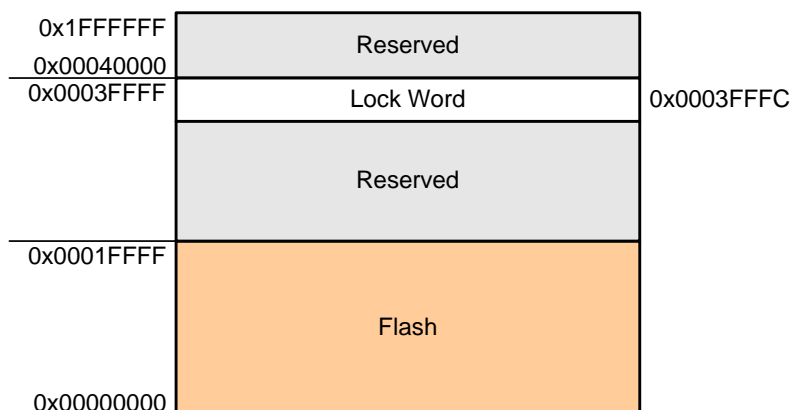 0x1FFFFFF
Reserved
0x00040000
0x0003FFFF
Lock Word
0x0003FFFC
Reserved
0x0001FFFF
Flash
0x00000000